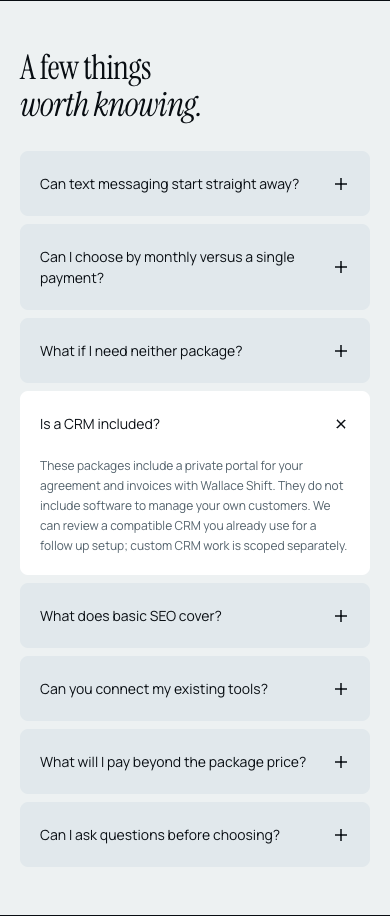 A few things
worth knowing.
Can text messaging start straight away?
Can I choose by monthly versus a single
payment?
What if I need neither package?
Is a CRM included?
These packages include a private portal for your
agreement and invoices with Wallace Shift. They do not
include software to manage your own customers. We
can review a compatible CRM you already use for a
follow up setup; custom CRM work is scoped separately.
What does basic SEO cover?
Can you connect my existing tools?
What will I pay beyond the package price?
Can I ask questions before choosing?